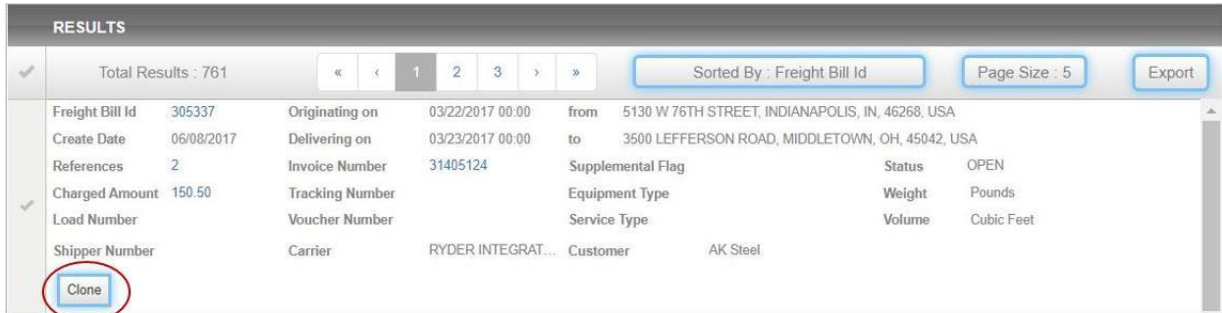 RESULTS
Total Results : 761 « ‹ 1 2 3 › » Sorted By : Freight Bill Id Page Size : 5 Export
Freight Bill Id 305337 Originating on 03/22/2017 00:00 from 5130 W 76TH STREET, INDIANAPOLIS, IN, 46268, USA
Create Date 06/08/2017 Delivering on 03/23/2017 00:00 to 3500 LEFFERSON ROAD, MIDDLETOWN, OH, 45042, USA
References 2 Invoice Number 31405124 Supplemental Flag Status OPEN
Charged Amount 150.50 Tracking Number Equipment Type Weight Pounds
Load Number Voucher Number Service Type Volume Cubic Feet
Shipper Number Carrier RYDER INTEGRAT... Customer AK Steel
Clone